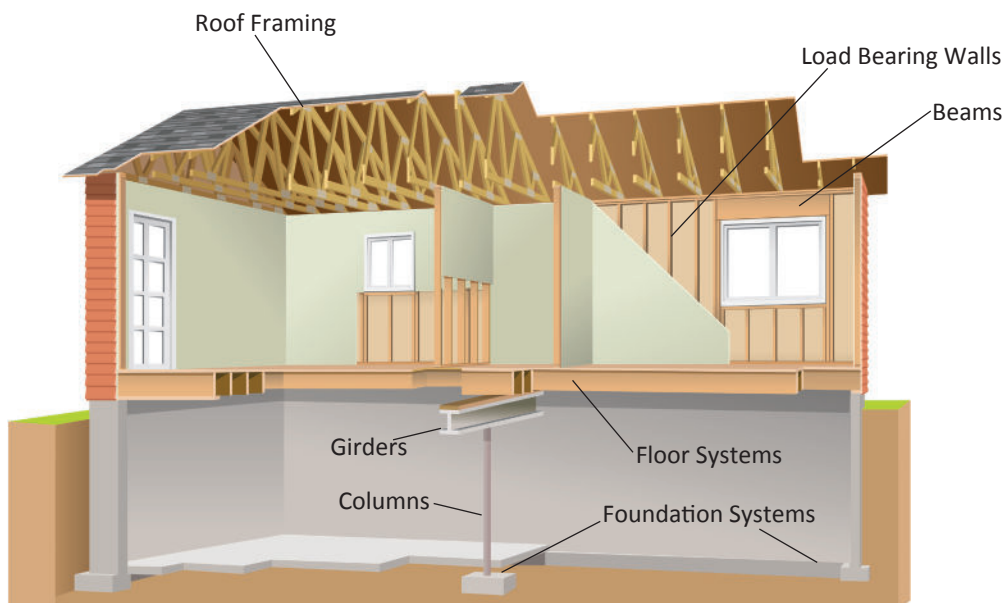 Roof Framing
Load Bearing Walls
Beams
Girders
Floor Systems
Columns
Foundation Systems